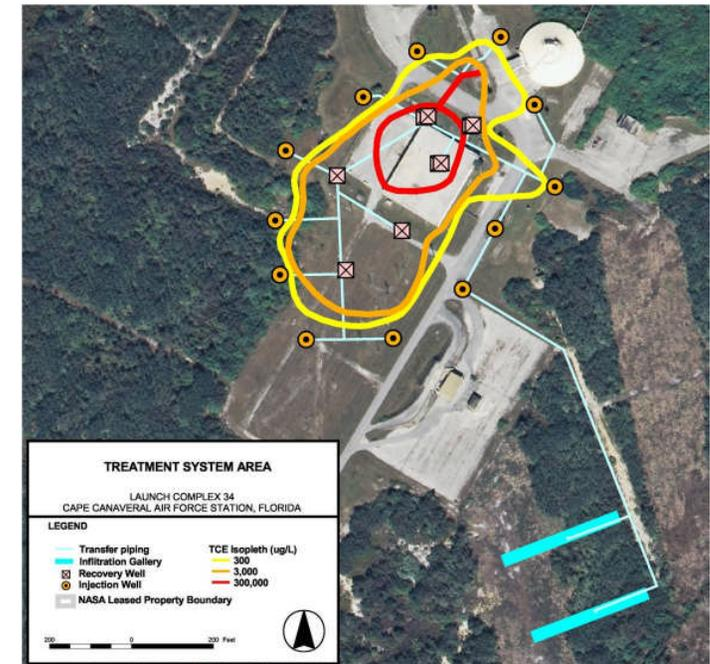 TREATMENT SYSTEM AREA
LAUNCH COMPLEX 34
CAPE CANAVERAL AIR FORCE STATION, FLORIDA
LEGEND
Transfer piping
Inflitration Gallery
Recovery Well
Injection Well
NASA Leased Property Boundary
TCE Isopleth (ug/L)
300
3,000
300,000
200 0 200 Feet